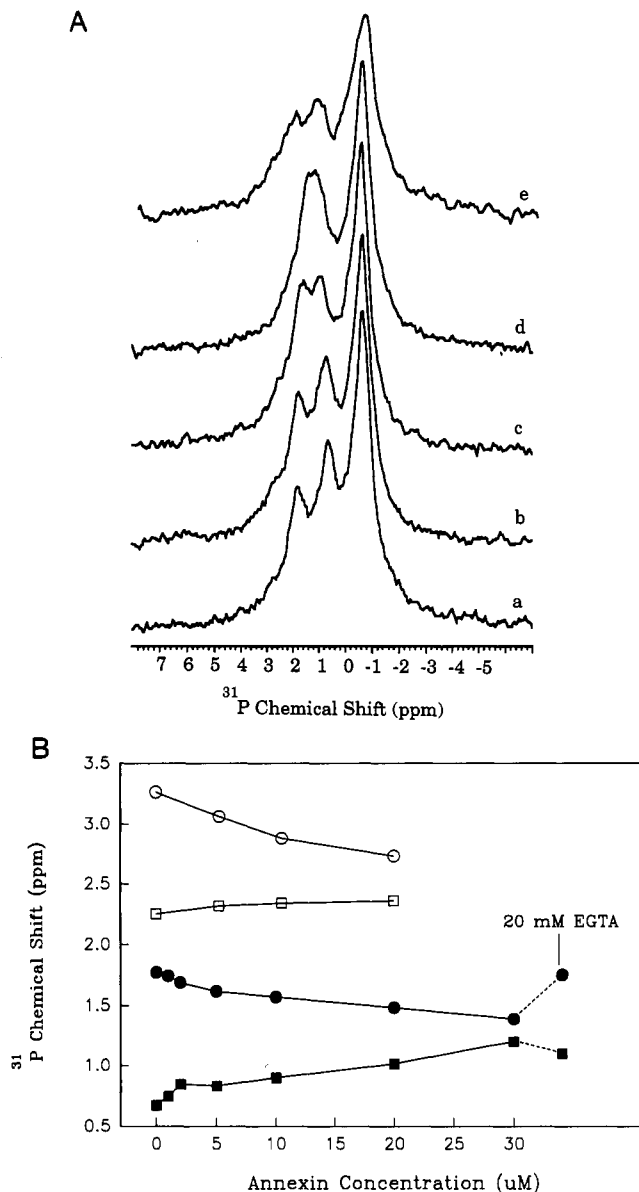 A
e
d
c
b
a
7 6 5 4 3 2 1 0 -1 -2 -3 -4 -5
31P Chemical Shift (ppm)
B
3.5
3.0
2.5
2.0
1.5
1.0
0.5
31P Chemical Shift (ppm)
20 mM EGTA
0 5 10 15 20 25 30
Annexin Concentration (uM)